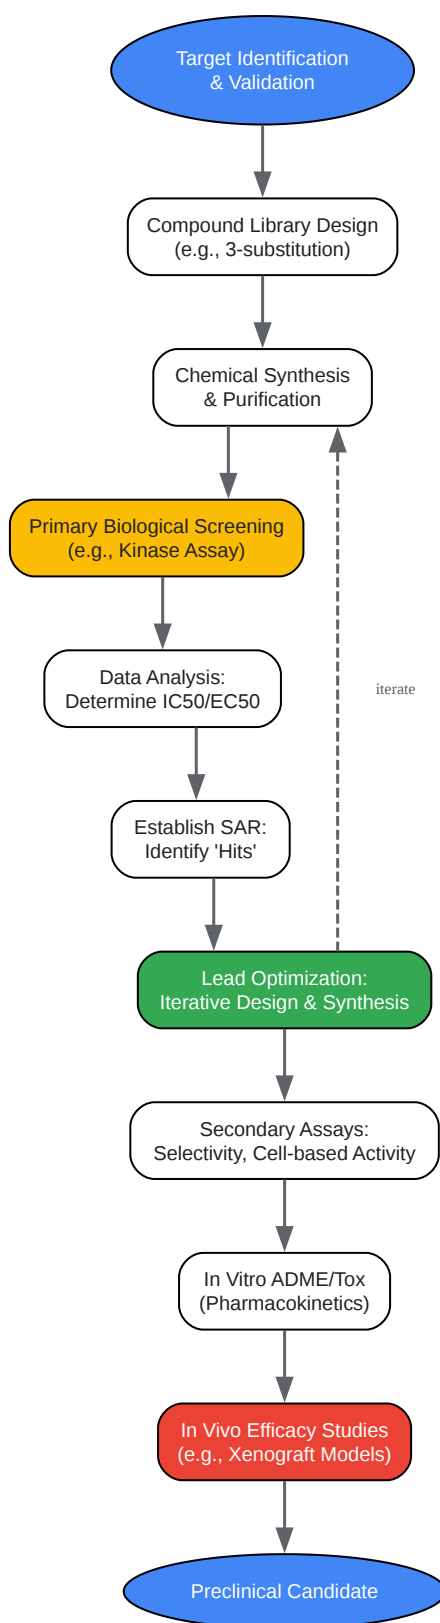 Target Identification
& Validation
Compound Library Design
(e.g., 3-substitution)
Chemical Synthesis
& Purification
Primary Biological Screening
(e.g., Kinase Assay)
Data Analysis:
Determine IC50/EC50
iterate
Establish SAR:
Identify 'Hits'
Lead Optimization:
Iterative Design & Synthesis
Secondary Assays:
Selectivity, Cell-based Activity
In Vitro ADME/Tox
(Pharmacokinetics)
In Vivo Efficacy Studies
(e.g., Xenograft Models)
Preclinical Candidate